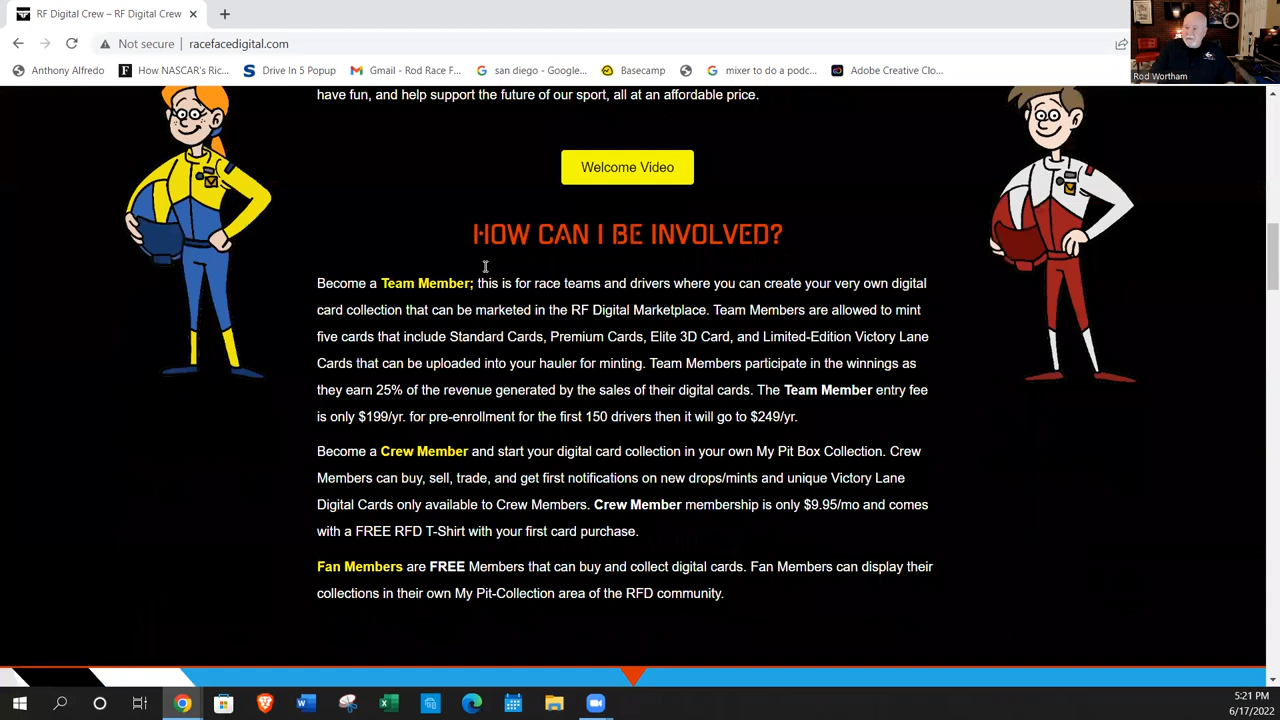 RF Digital Crew – RF Digital Crew
Not secure
racefacedigital.com
Anthony Alfredo
How NASCAR's Ric...
Drive In 5 Popup
Gmail - Rod Race F...
san diego - Google...
Basecamp
mixer to do a podc...
Adobe Creative Clo...
Rod Wortham
have fun, and help support the future of our sport, all at an affordable price.
Welcome Video
HOW CAN I BE INVOLVED?
Become a Team Member; this is for race teams and drivers where you can create your very own digital
card collection that can be marketed in the RF Digital Marketplace. Team Members are allowed to mint
five cards that include Standard Cards, Premium Cards, Elite 3D Card, and Limited-Edition Victory Lane
Cards that can be uploaded into your hauler for minting. Team Members participate in the winnings as
they earn 25% of the revenue generated by the sales of their digital cards. The Team Member entry fee
is only $199/yr. for pre-enrollment for the first 150 drivers then it will go to $249/yr.
Become a Crew Member and start your digital card collection in your own My Pit Box Collection. Crew
Members can buy, sell, trade, and get first notifications on new drops/mints and unique Victory Lane
Digital Cards only available to Crew Members. Crew Member membership is only $9.95/mo and comes
with a FREE RFD T-Shirt with your first card purchase.
Fan Members are FREE Members that can buy and collect digital cards. Fan Members can display their
collections in their own My Pit-Collection area of the RFD community.
5:21 PM
6/17/2022